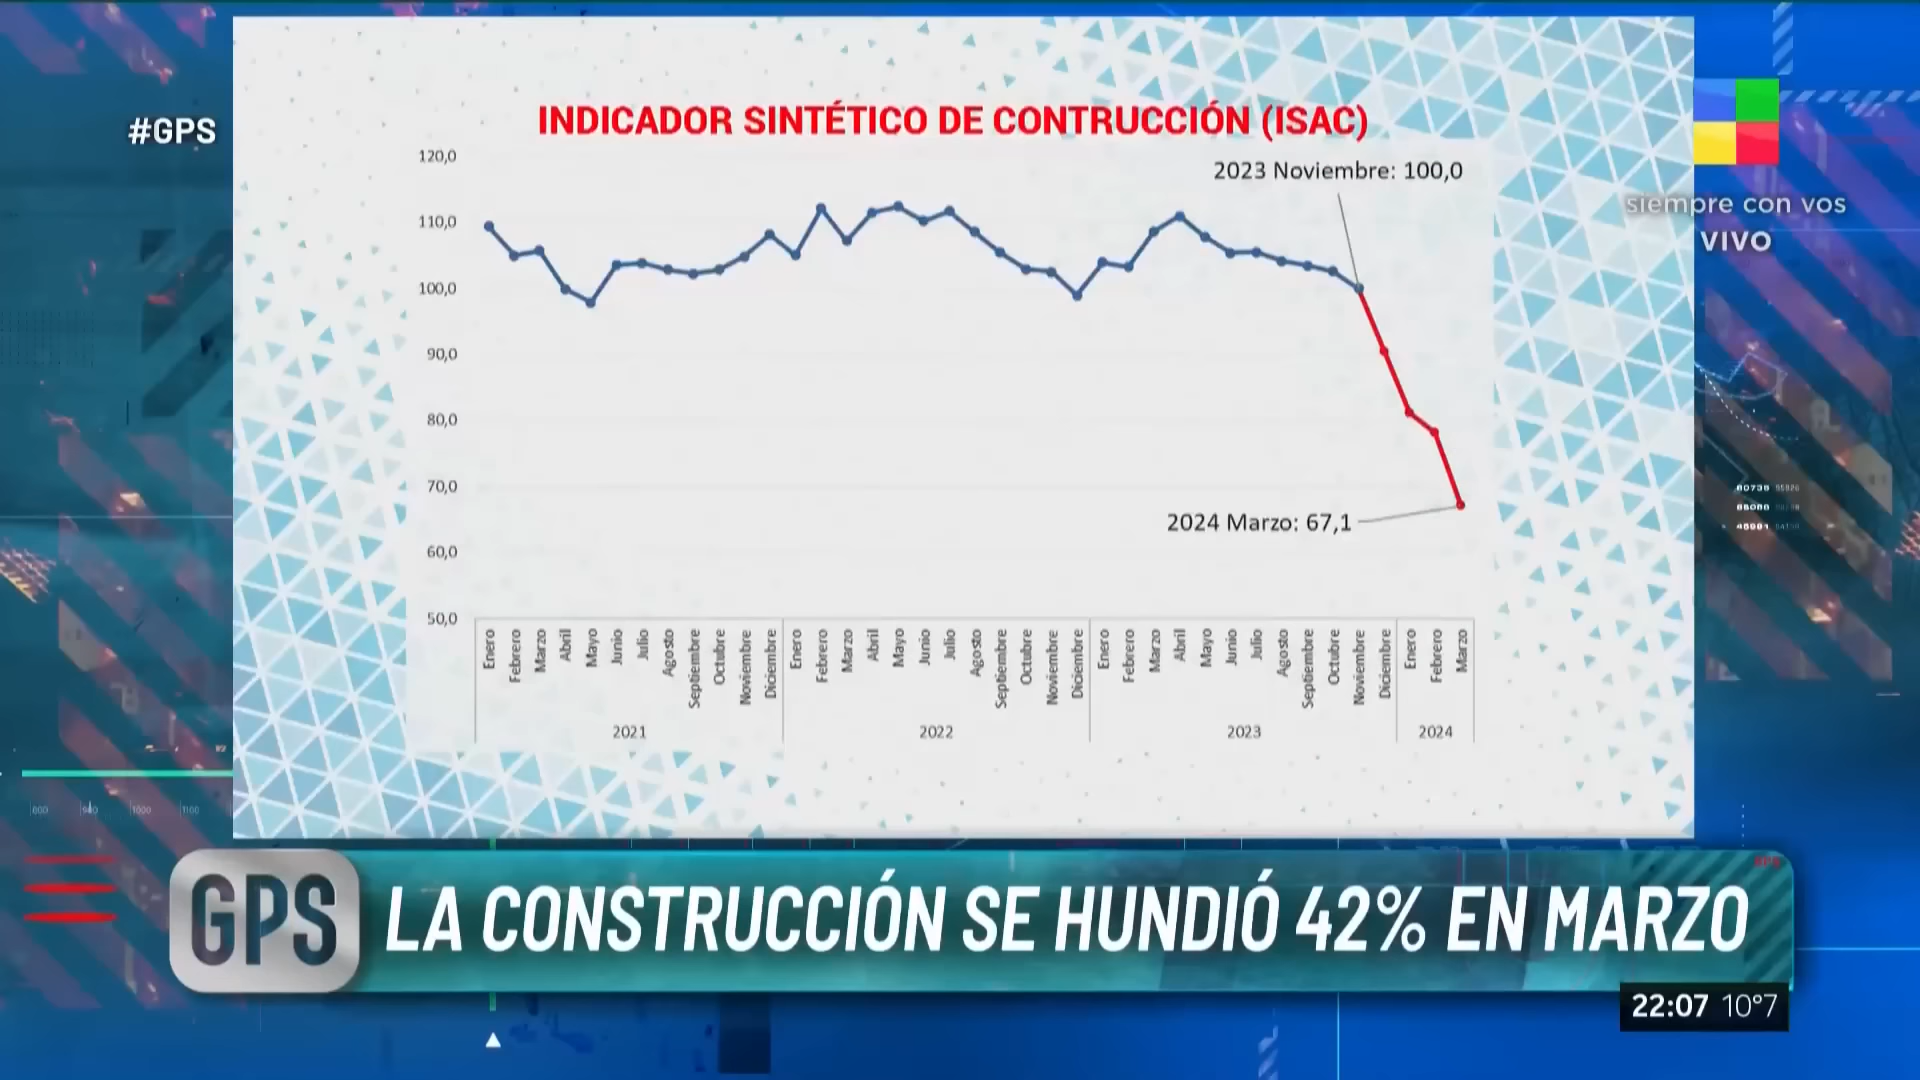 #GPS
siempre con vos
VIVO
INDICADOR SINTÉTICO DE CONTRUCCIÓN (ISAC)
120,0
110,0
100,0
90,0
80,0
70,0
60,0
50,0
2023 Noviembre: 100,0
2024 Marzo: 67,1
Enero
Febrero
Marzo
Abril
Mayo
Junio
Julio
Agosto
Septiembre
Octubre
Noviembre
Diciembre
Enero
Febrero
Marzo
Abril
Mayo
Junio
Julio
Agosto
Septiembre
Octubre
Noviembre
Diciembre
Enero
Febrero
Marzo
Abril
Mayo
Junio
Julio
Agosto
Septiembre
Octubre
Noviembre
Diciembre
Enero
Febrero
Marzo
2021 2022 2023 2024
GPS
LA CONSTRUCCIÓN SE HUNDIÓ 42% EN MARZO
22:07 10°7